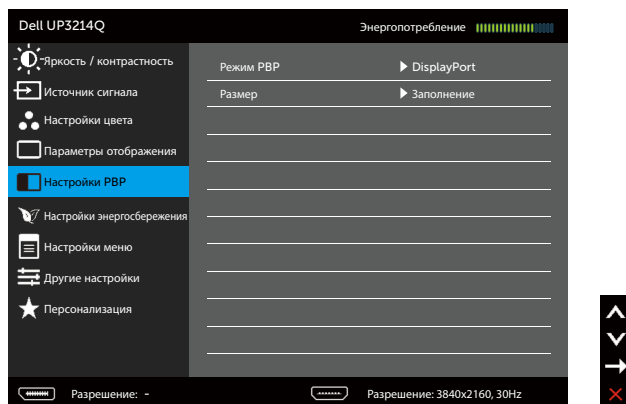 Dell UP3214Q
Энергопотребление
Яркость / контрастность
Режим PBP
DisplayPort
Источник сигнала
Размер
Заполнение
Настройки цвета
Параметры отображения
Настройки PBP
Настройки энергосбережения
Настройки меню
Другие настройки
Персонализация
Разрешение: -
Разрешение: 3840x2160, 30Hz